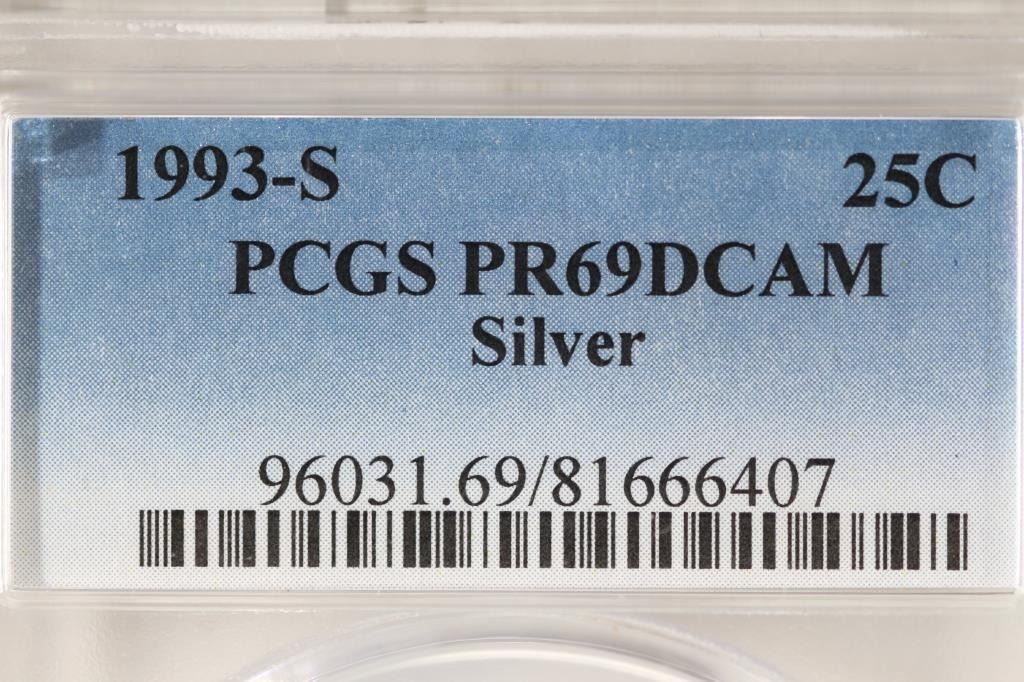 1993-S 25C
PCGS PR69DCAM
Silver
96031.69/81666407